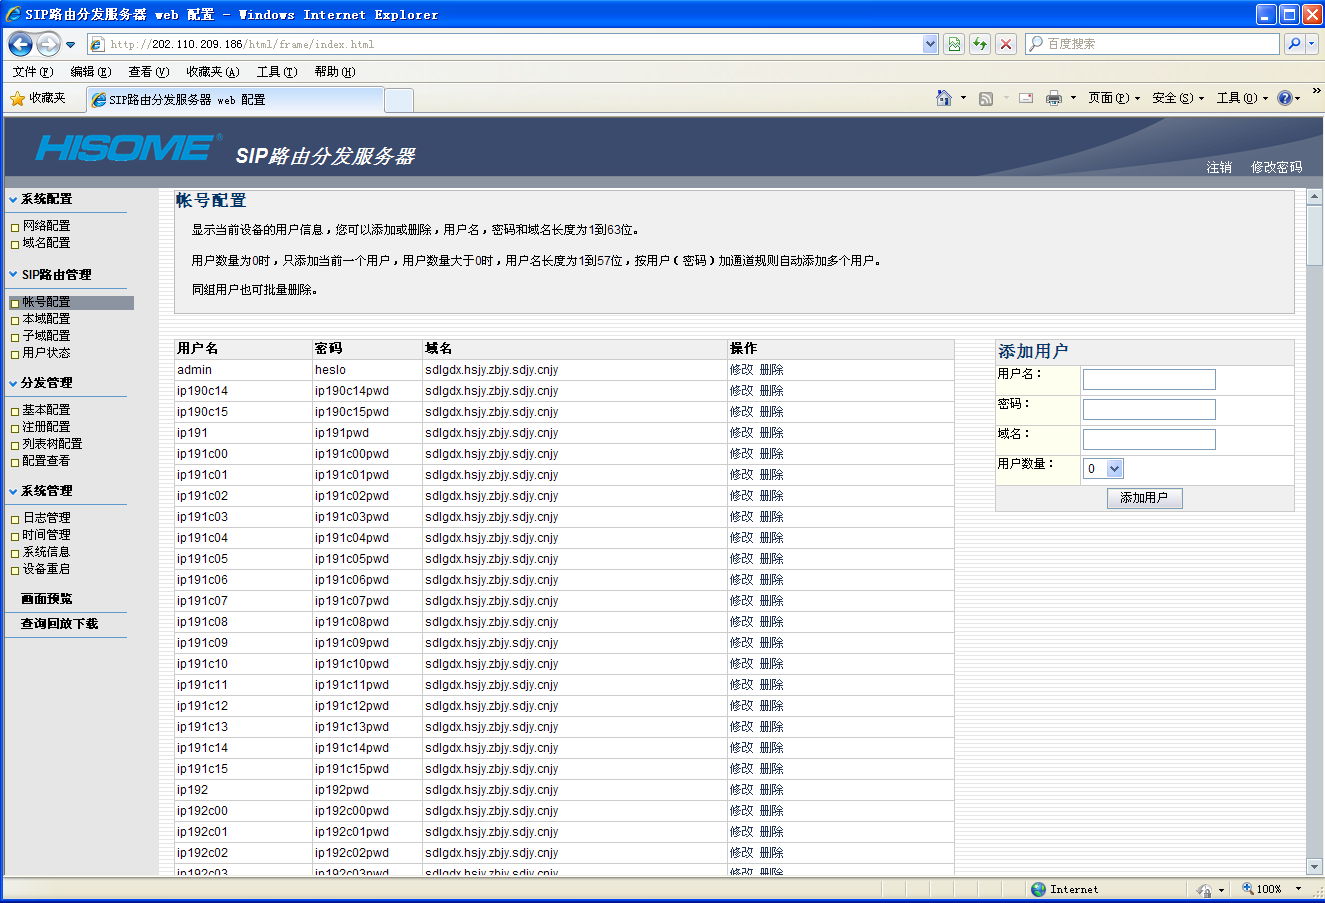 SIP路由分发服务器 web 配置 - Windows Internet Explorer
http://202.110.209.186/html/frame/index.html
百度搜索
文件(F) 编辑(E) 查看(V) 收藏夹(A) 工具(T) 帮助(H)
收藏夹 SIP路由分发服务器 web 配置 页面(P) 安全(S) 工具(O)
HISOME® SIP路由分发服务器
注销 修改密码
系统配置
网络配置
域名配置
SIP路由管理
帐号配置
本域配置
子域配置
用户状态
分发管理
基本配置
注册配置
列表树配置
配置查看
系统管理
日志管理
时间管理
系统信息
设备重启
画面预览
查询回放下载
帐号配置
显示当前设备的用户信息，您可以添加或删除，用户名，密码和域名长度为1到63位。
用户数量为0时，只添加当前一个用户，用户数量大于0时，用户名长度为1到57位，按用户（密码）加通道规则自动添加多个用户。
同组用户也可批量删除。
用户名 密码 域名 操作
admin heslo sdlgdx.hsjy.zbjy.sdjy.cnjy 修改 删除
ip190c14 ip190c14pwd sdlgdx.hsjy.zbjy.sdjy.cnjy 修改 删除
ip190c15 ip190c15pwd sdlgdx.hsjy.zbjy.sdjy.cnjy 修改 删除
ip191 ip191pwd sdlgdx.hsjy.zbjy.sdjy.cnjy 修改 删除
ip191c00 ip191c00pwd sdlgdx.hsjy.zbjy.sdjy.cnjy 修改 删除
ip191c01 ip191c01pwd sdlgdx.hsjy.zbjy.sdjy.cnjy 修改 删除
ip191c02 ip191c02pwd sdlgdx.hsjy.zbjy.sdjy.cnjy 修改 删除
ip191c03 ip191c03pwd sdlgdx.hsjy.zbjy.sdjy.cnjy 修改 删除
ip191c04 ip191c04pwd sdlgdx.hsjy.zbjy.sdjy.cnjy 修改 删除
ip191c05 ip191c05pwd sdlgdx.hsjy.zbjy.sdjy.cnjy 修改 删除
ip191c06 ip191c06pwd sdlgdx.hsjy.zbjy.sdjy.cnjy 修改 删除
ip191c07 ip191c07pwd sdlgdx.hsjy.zbjy.sdjy.cnjy 修改 删除
ip191c08 ip191c08pwd sdlgdx.hsjy.zbjy.sdjy.cnjy 修改 删除
ip191c09 ip191c09pwd sdlgdx.hsjy.zbjy.sdjy.cnjy 修改 删除
ip191c10 ip191c10pwd sdlgdx.hsjy.zbjy.sdjy.cnjy 修改 删除
ip191c11 ip191c11pwd sdlgdx.hsjy.zbjy.sdjy.cnjy 修改 删除
ip191c12 ip191c12pwd sdlgdx.hsjy.zbjy.sdjy.cnjy 修改 删除
ip191c13 ip191c13pwd sdlgdx.hsjy.zbjy.sdjy.cnjy 修改 删除
ip191c14 ip191c14pwd sdlgdx.hsjy.zbjy.sdjy.cnjy 修改 删除
ip191c15 ip191c15pwd sdlgdx.hsjy.zbjy.sdjy.cnjy 修改 删除
ip192 ip192pwd sdlgdx.hsjy.zbjy.sdjy.cnjy 修改 删除
ip192c00 ip192c00pwd sdlgdx.hsjy.zbjy.sdjy.cnjy 修改 删除
ip192c01 ip192c01pwd sdlgdx.hsjy.zbjy.sdjy.cnjy 修改 删除
ip192c02 ip192c02pwd sdlgdx.hsjy.zbjy.sdjy.cnjy 修改 删除
ip192c03 ip192c03pwd sdlgdx.hsjy.zbjy.sdjy.cnjy 修改 删除
添加用户
用户名：
密码：
域名：
用户数量： 0
添加用户
Internet 100%